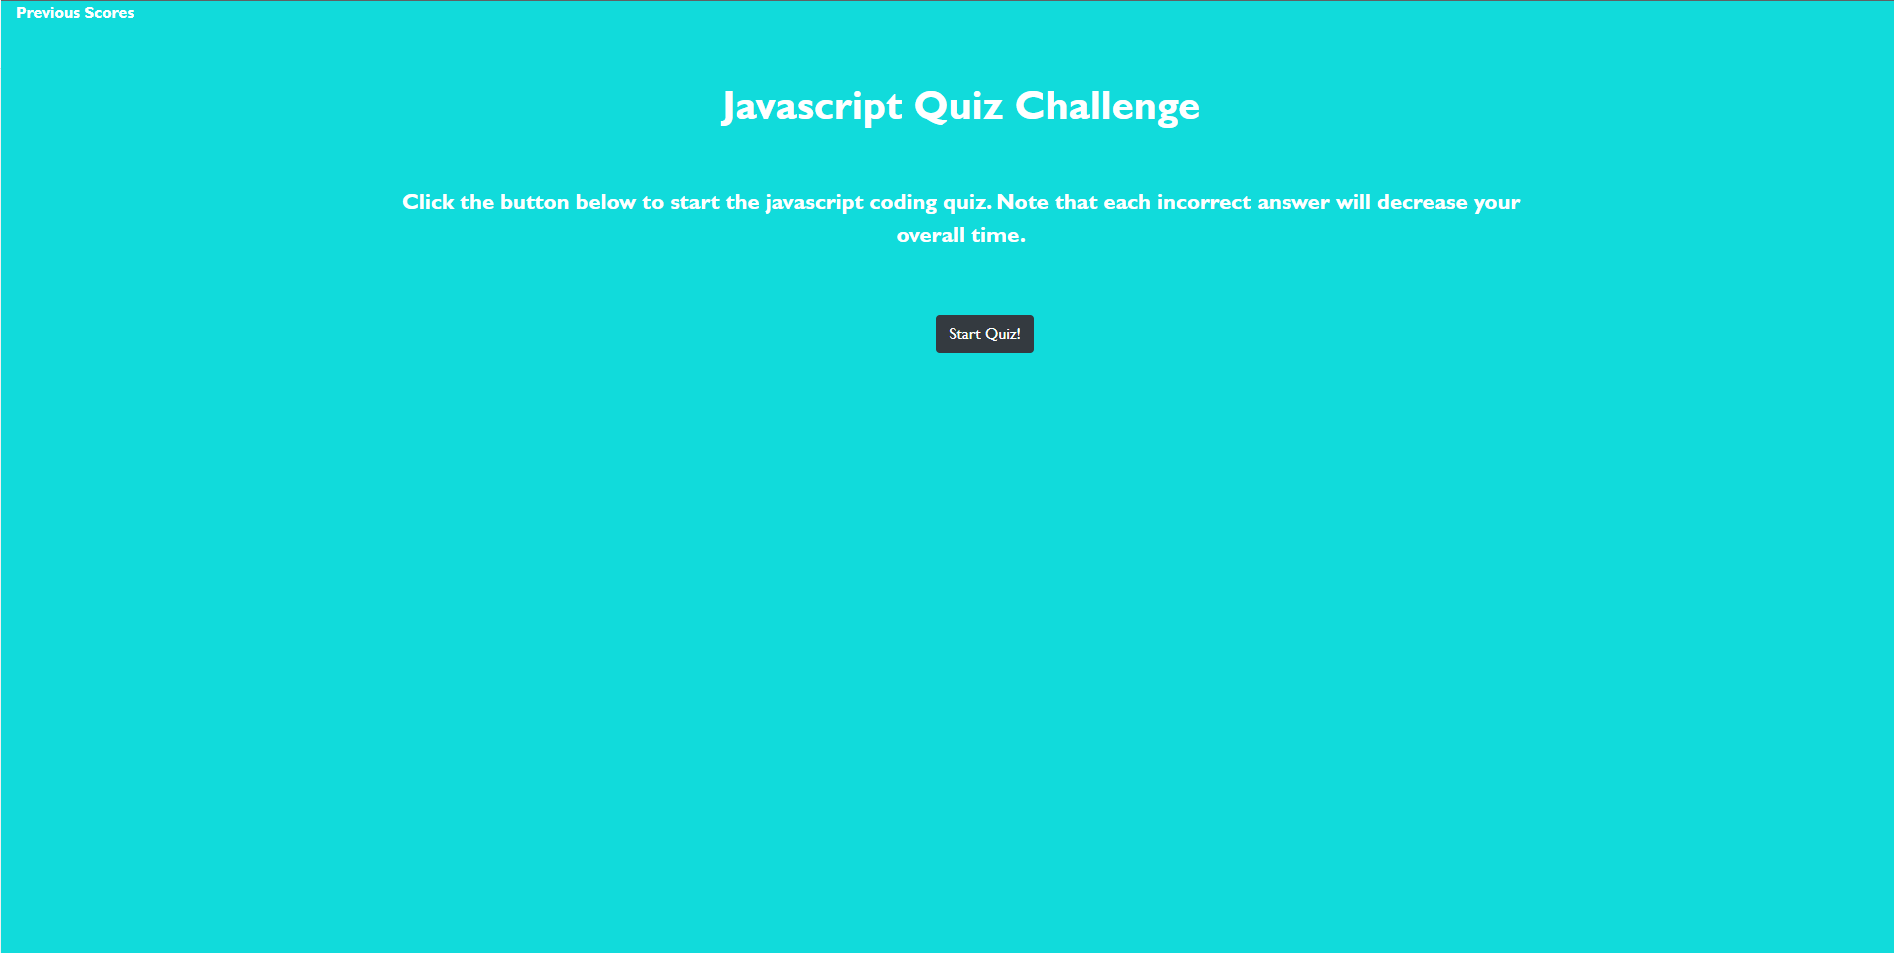 Previous Scores
Javascript Quiz Challenge
Click the button below to start the javascript coding quiz. Note that each incorrect answer will decrease your
overall time.
Start Quiz!